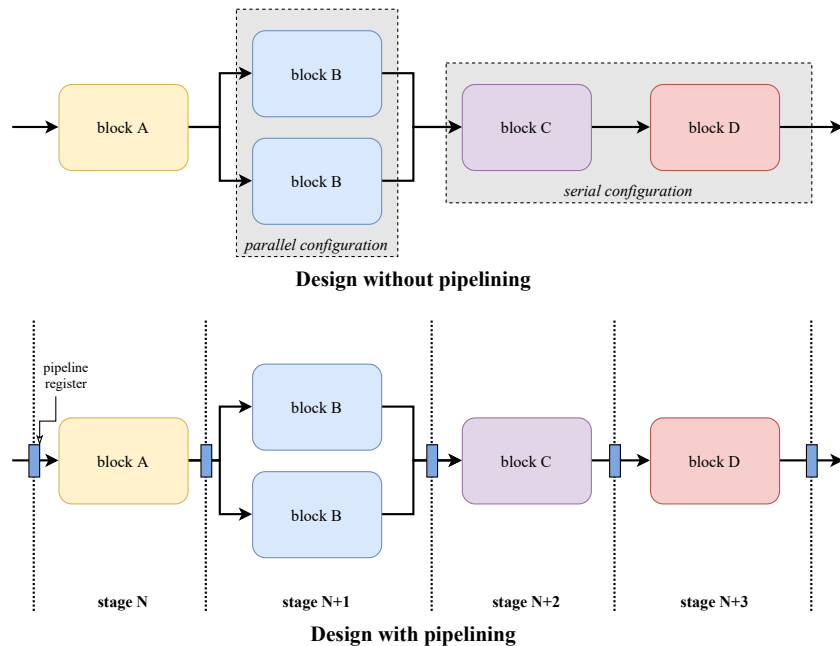 block B
block A
block C
block D
block B
serial configuration
parallel configuration
Design without pipelining
pipeline
register
block B
block A
block C
block D
block B
stage N
stage N+1
stage N+2
stage N+3
Design with pipelining